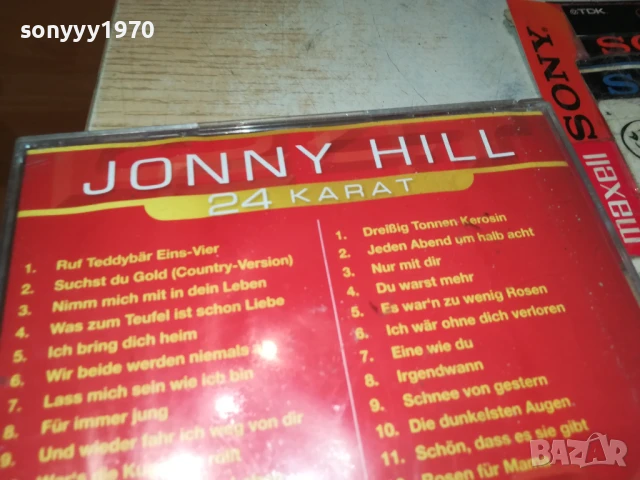 sonyyy1970
TDK
SONY
maxell
JONNY HILL
24 KARAT
1. Ruf Teddybär Eins-Vier
2. Suchst du Gold (Country-Version)
3. Nimm mich mit in dein Leben
4. Was zum Teufel ist schon Liebe
5. Ich bring dich heim
6. Wir beide werden niemals
7. Lass mich sein wie ich bin
8. Für immer jung
9. Und wieder fahr ich weg von dir
1. Dreißig Tonnen Kerosin
2. Jeden Abend um halb acht
3. Nur mit dir
4. Du warst mehr
5. Es war'n zu wenig Rosen
6. Ich wär ohne dich verloren
7. Eine wie du
8. Irgendwann
9. Schnee von gestern
10. Die dunkelsten Augen
11. Schön, dass es sie gibt
Rosen für
BAZAR